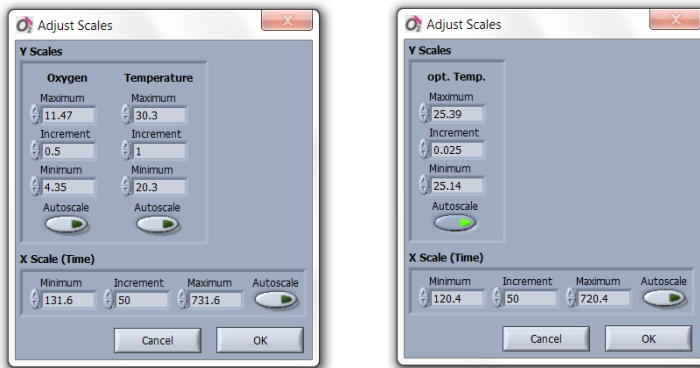 O2 Adjust Scales
Y Scales
Oxygen Temperature
Maximum Maximum
11.47 30.3
Increment Increment
0.5 1
Minimum Minimum
4.35 20.3
Autoscale Autoscale
X Scale (Time)
Minimum Increment Maximum Autoscale
131.6 50 731.6
Cancel OK
O2 Adjust Scales
Y Scales
opt. Temp.
Maximum
25.39
Increment
0.025
Minimum
25.14
Autoscale
X Scale (Time)
Minimum Increment Maximum Autoscale
120.4 50 720.4
Cancel OK